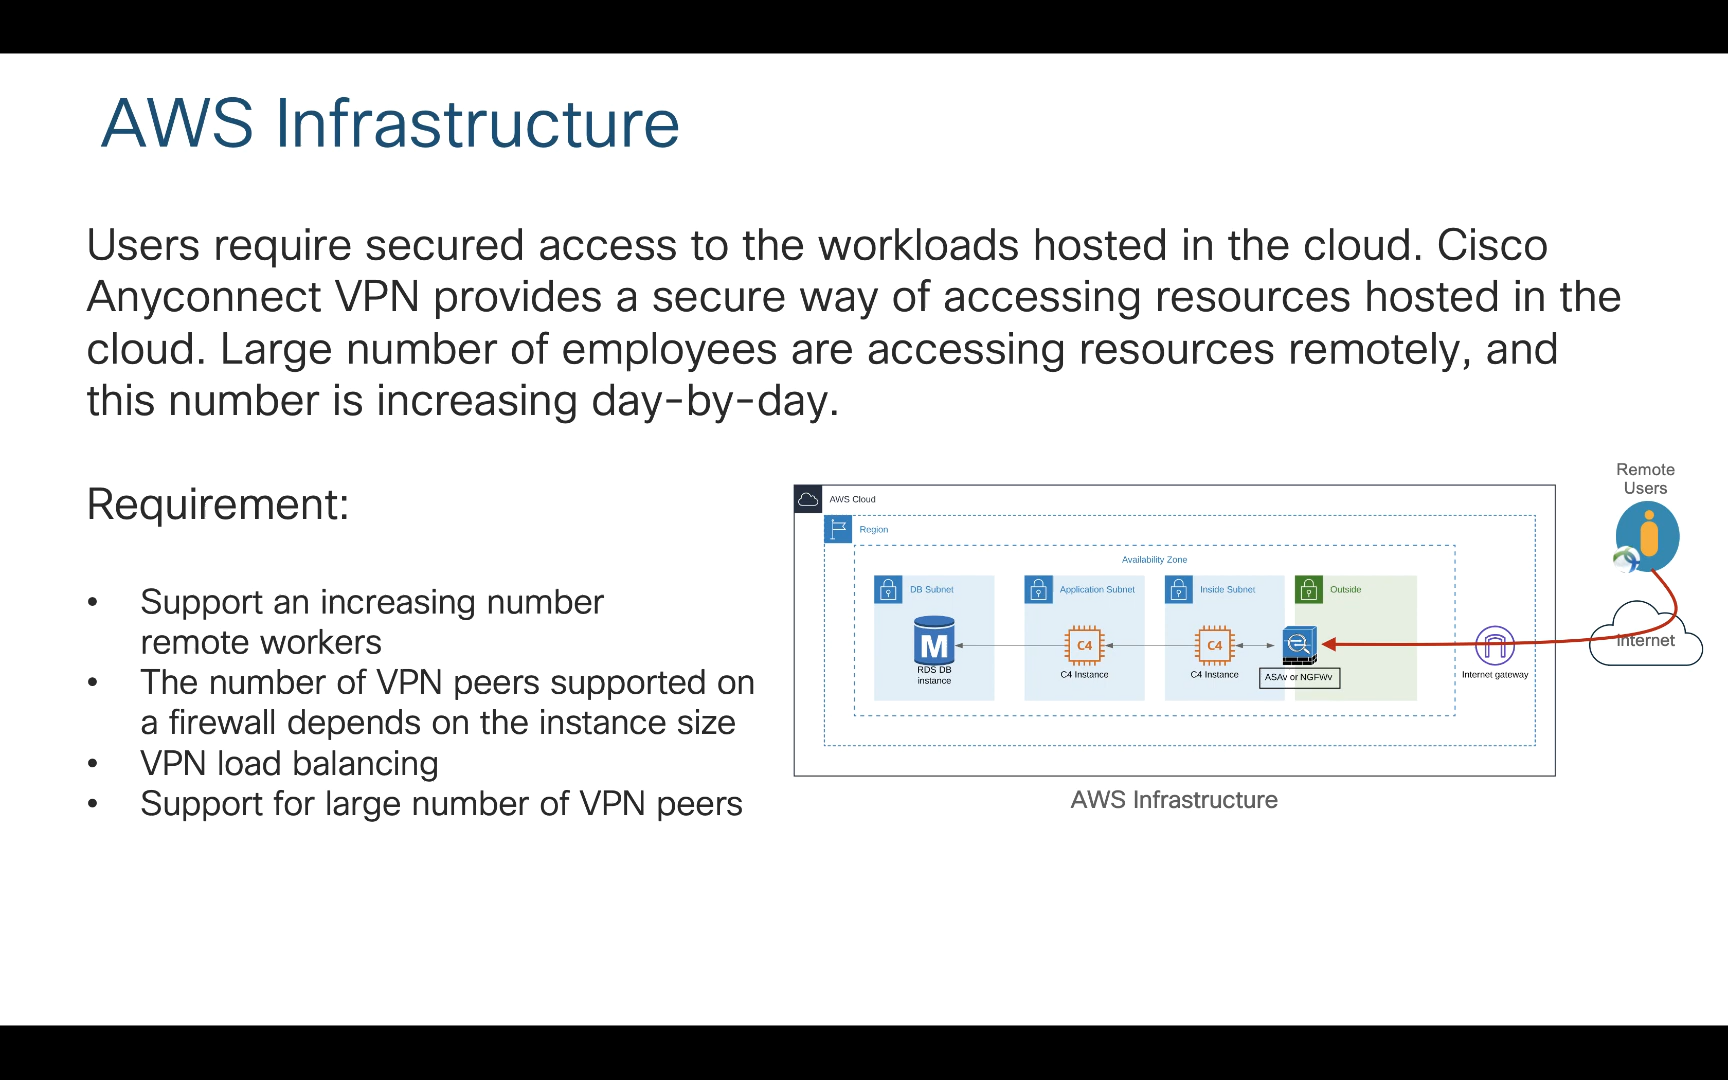 AWS Infrastructure
Users require secured access to the workloads hosted in the cloud. Cisco
Anyconnect VPN provides a secure way of accessing resources hosted in the
cloud. Large number of employees are accessing resources remotely, and
this number is increasing day-by-day.
Requirement:
• Support an increasing number
remote workers
• The number of VPN peers supported on
a firewall depends on the instance size
• VPN load balancing
• Support for large number of VPN peers
Remote
Users
AWS Cloud
Region
Availability Zone
DB Subnet
Application Subnet
Inside Subnet
Outside
M
C4
C4
Internet
RDS DB
instance
C4 Instance
C4 Instance
ASAv or NGFWv
Internet gateway
AWS Infrastructure